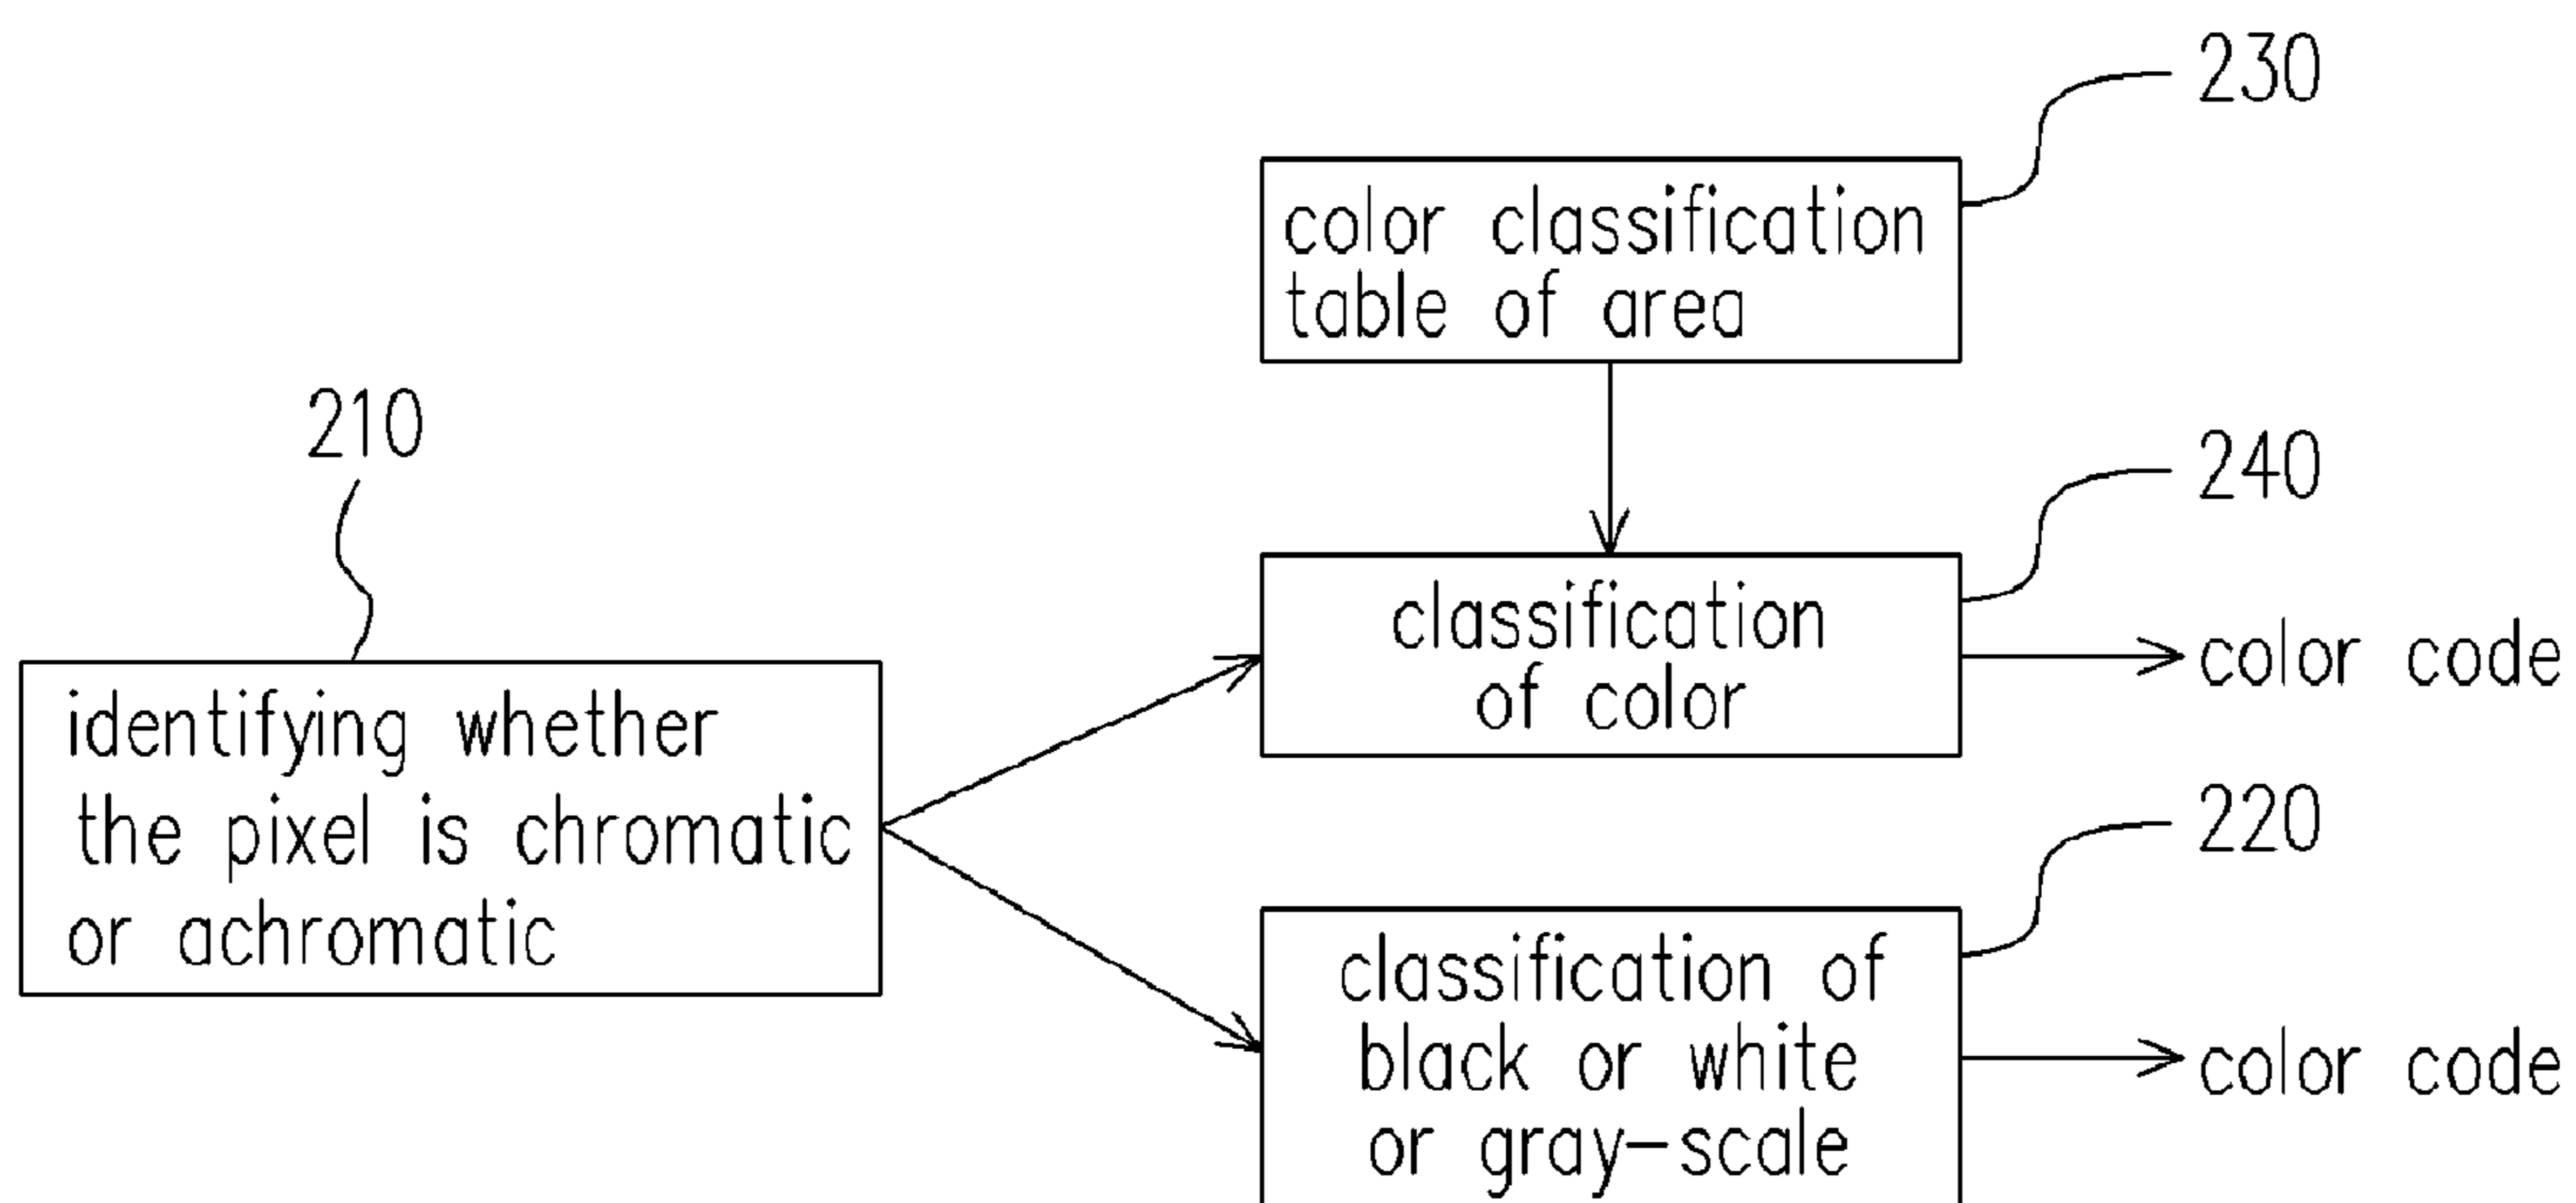 230
color classification
table of area
210
240
classification
of color
color code
identifying whether
the pixel is chromatic
or achromatic
220
classification of
black or white
or gray-scale
color code